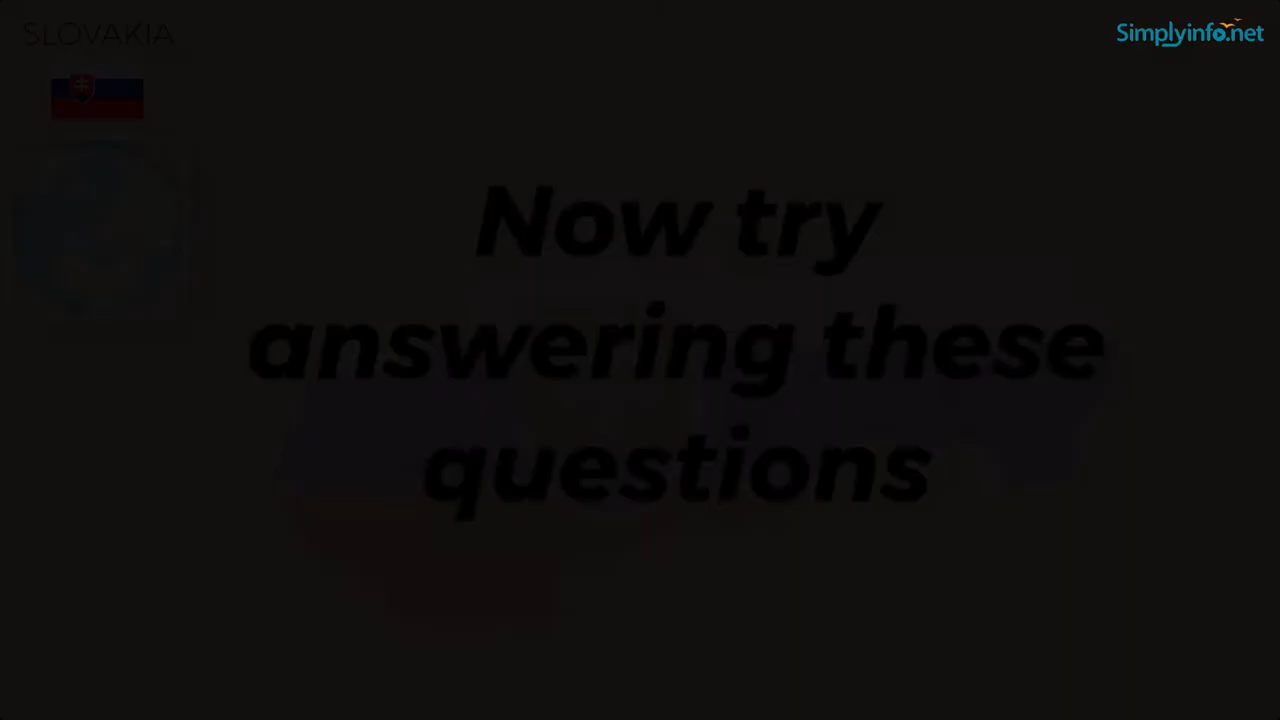 SLOVAKIA
Simplyinfo.net
Now try
answering these
questions